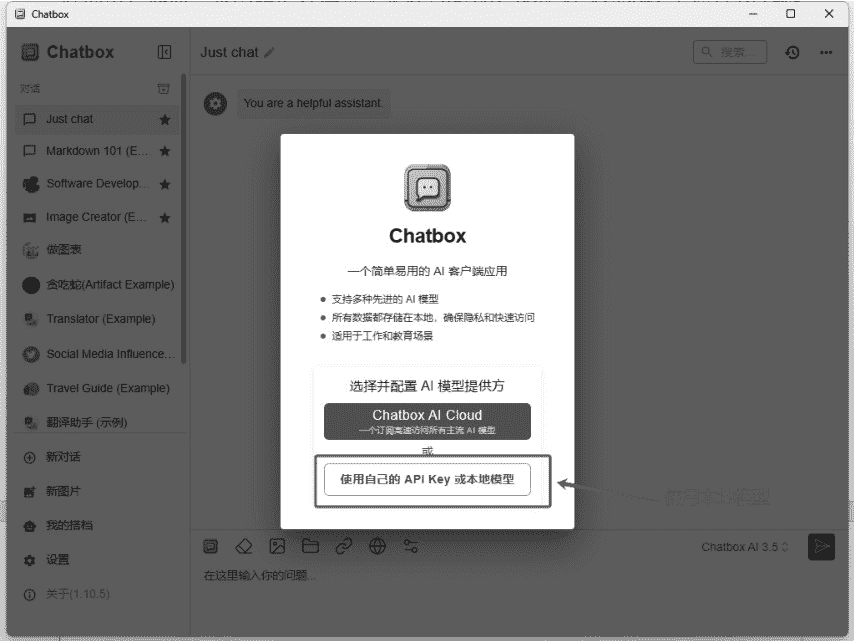 Chatbox
Chatbox
Just chat
搜索...
对话
You are a helpful assistant.
Just chat
Markdown 101 (E...
Software Develop...
Image Creator (E...
做图表
贪吃蛇(Artifact Example)
Translator (Example)
Social Media Influence...
Travel Guide (Example)
翻译助手 (示例)
新对话
新图片
我的搭档
设置
关于(1.10.5)
Chatbox
一个简单易用的 AI 客户端应用
支持多种先进的 AI 模型
所有数据都存储在本地，确保隐私和快速访问
适用于工作和教育场景
选择并配置 AI 模型提供方
Chatbox AI Cloud
一个订阅高速访问所有主流 AI 模型
或
使用自己的 API Key 或本地模型
Chatbox AI 3.5
在这里输入你的问题...